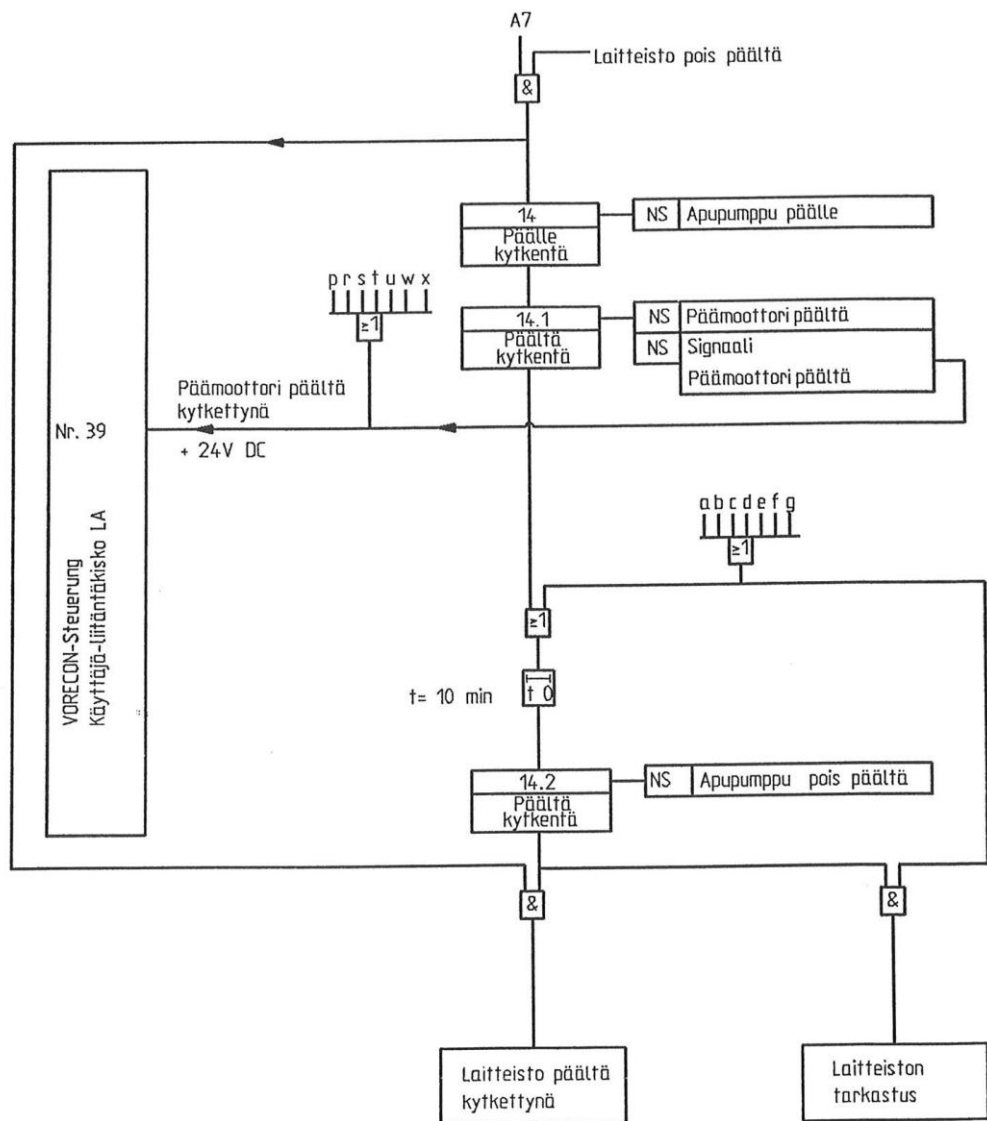 A7
Laitteisto pois päältä
&
14
Päälle
kytkentä
NS Apupumppu päälle
p r s t u w x
≥1
14.1
Päältä
kytkentä
NS Päämoottori päältä
NS Signaali
Päämoottori päältä
Päämoottori päältä
kytkettynä
Nr. 39
+ 24V DC
VORECON-Steuerung
Käyttäjä-liitäntäkisko LA
a b c d e f g
≥1
≥1
t= 10 min
t 0
14.2
Päältä
kytkentä
NS Apupumppu pois päältä
&
&
Laitteisto päältä
kytkettynä
Laitteiston
tarkastus